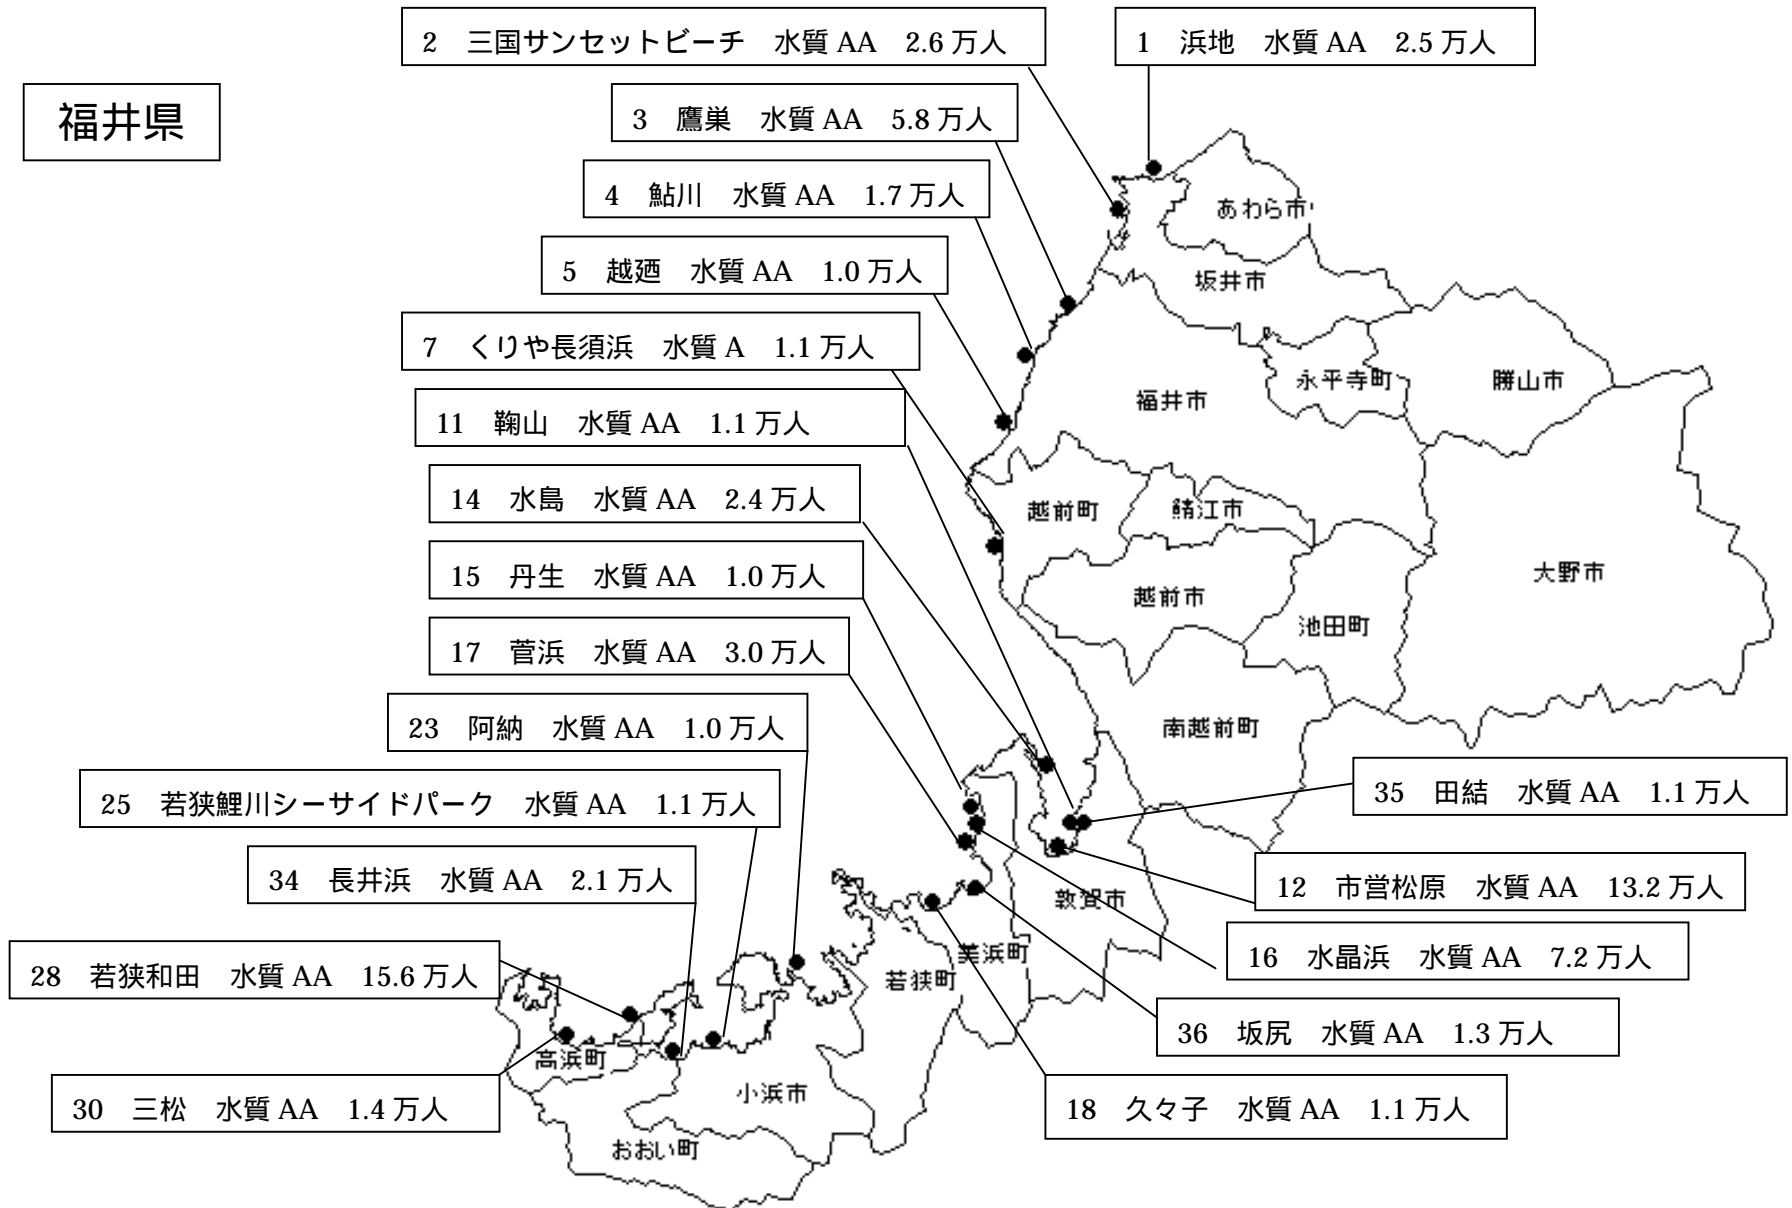 福井県
2　三国サンセットビーチ　水質 AA　2.6 万人
1　浜地　水質 AA　2.5 万人
3　鷹巣　水質 AA　5.8 万人
4　鮎川　水質 AA　1.7 万人
5　越廼　水質 AA　1.0 万人
7　くりや長須浜　水質 A　1.1 万人
11　鞠山　水質 AA　1.1 万人
14　水島　水質 AA　2.4 万人
15　丹生　水質 AA　1.0 万人
17　菅浜　水質 AA　3.0 万人
23　阿納　水質 AA　1.0 万人
25　若狭鯉川シーサイドパーク　水質 AA　1.1 万人
34　長井浜　水質 AA　2.1 万人
28　若狭和田　水質 AA　15.6 万人
30　三松　水質 AA　1.4 万人
35　田結　水質 AA　1.1 万人
12　市営松原　水質 AA　13.2 万人
16　水晶浜　水質 AA　7.2 万人
36　坂尻　水質 AA　1.3 万人
18　久々子　水質 AA　1.1 万人
あわら市
坂井市
永平寺町
勝山市
福井市
越前町
鯖江市
大野市
越前市
池田町
南越前町
敦賀市
美浜町
若狭町
高浜町
小浜市
おおい町